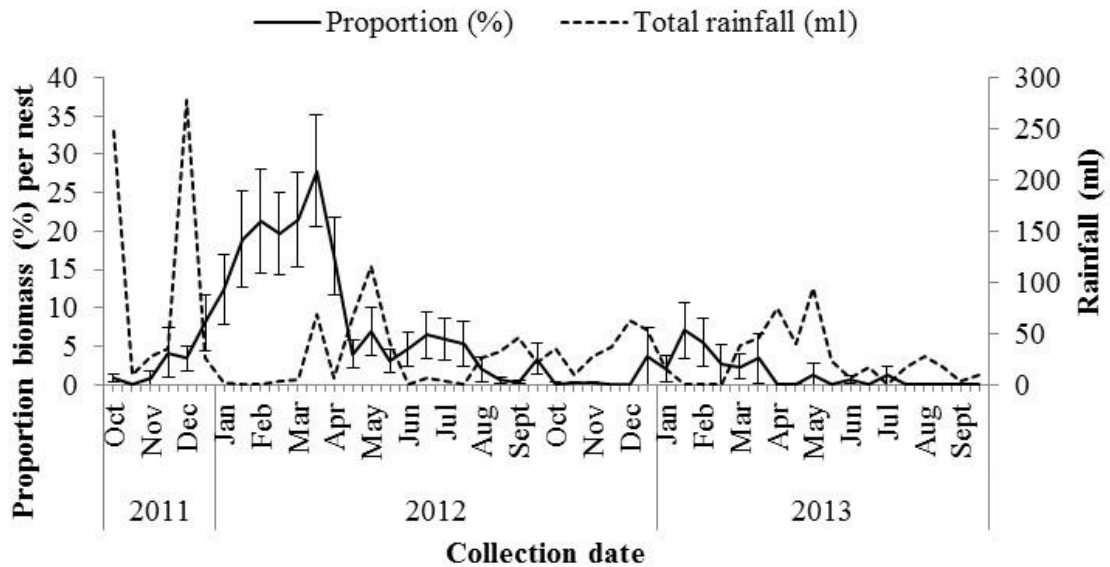 Proportion (%) Total rainfall (ml)
Proportion biomass (%) per nest
40
35
30
25
20
15
10
5
0
300
250
200
150
100
50
0
Rainfall (ml)
Oct Nov Dec Jan Feb Mar Apr May Jun Jul Aug Sept Oct Nov Dec Jan Feb Mar Apr May Jun Jul Aug Sept
2011 2012 2013
Collection date